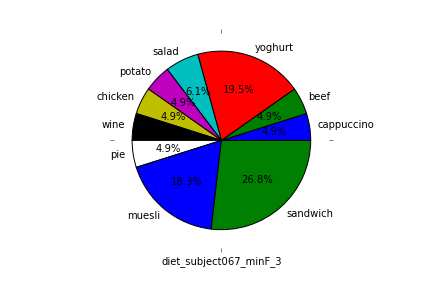 yoghurt
salad
19.5%
potato
6.1%
beef
chicken
4.9%
4.9%
4.9%
wine
cappuccino
4.9%
pie
4.9%
muesli
18.3%
26.8%
sandwich
diet_subject067_minF_3